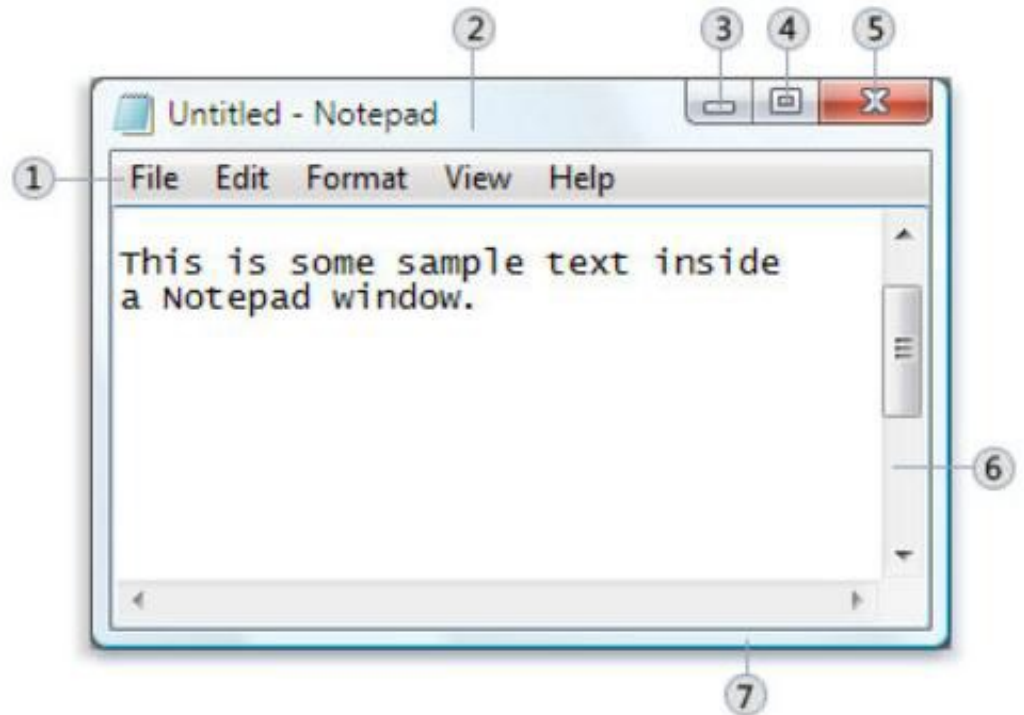 2 3 4 5
Untitled - Notepad
1
File Edit Format View Help
This is some sample text inside
a Notepad window.
6
7